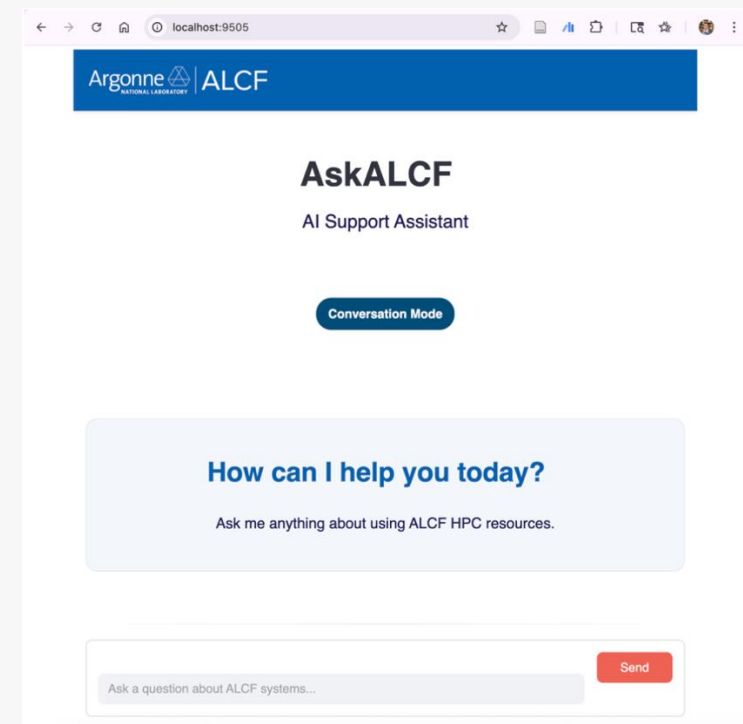 localhost:9505
Argonne
NATIONAL LABORATORY
ALCF
AskALCF
AI Support Assistant
Conversation Mode
How can I help you today?
Ask me anything about using ALCF HPC resources.
Send
Ask a question about ALCF systems...